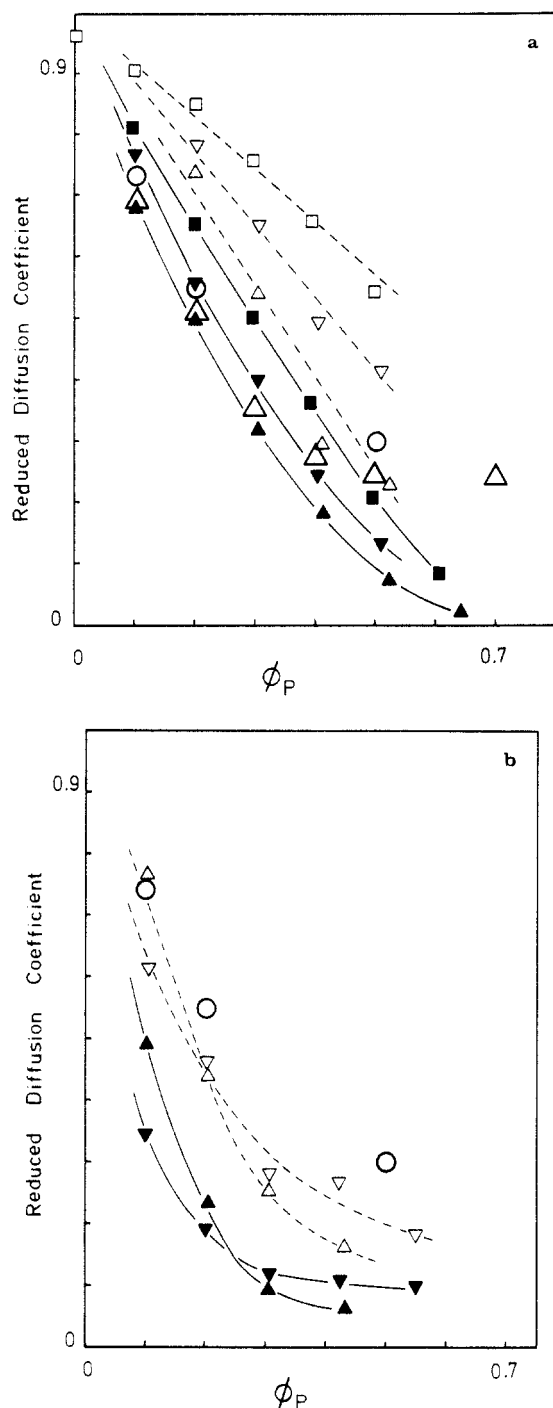 a
0.9
Reduced Diffusion Coefficient
0
0
0.7
ϕP
b
0.9
Reduced Diffusion Coefficient
0
0
0.7
ϕP